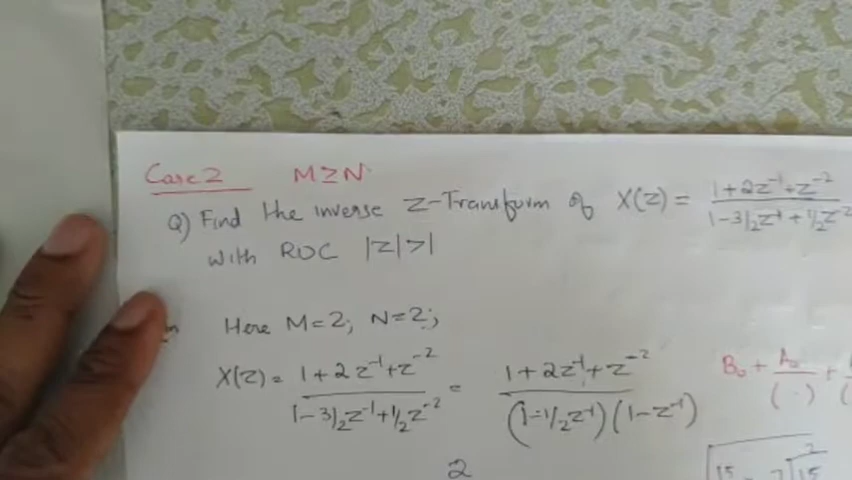 Case 2 M≥N
Q) Find the inverse Z-Transform of X(z) = (1+2z⁻¹+z⁻²)/(1-3/2z⁻¹+1/2z⁻²)
with ROC |z|>1
Here M=2, N=2;
X(z) = (1+2z⁻¹+z⁻²)/(1-3/2z⁻¹+1/2z⁻²) = (1+2z⁻¹+z⁻²)/((1-1/2z⁻¹)(1-z⁻¹)) B₀ +
2